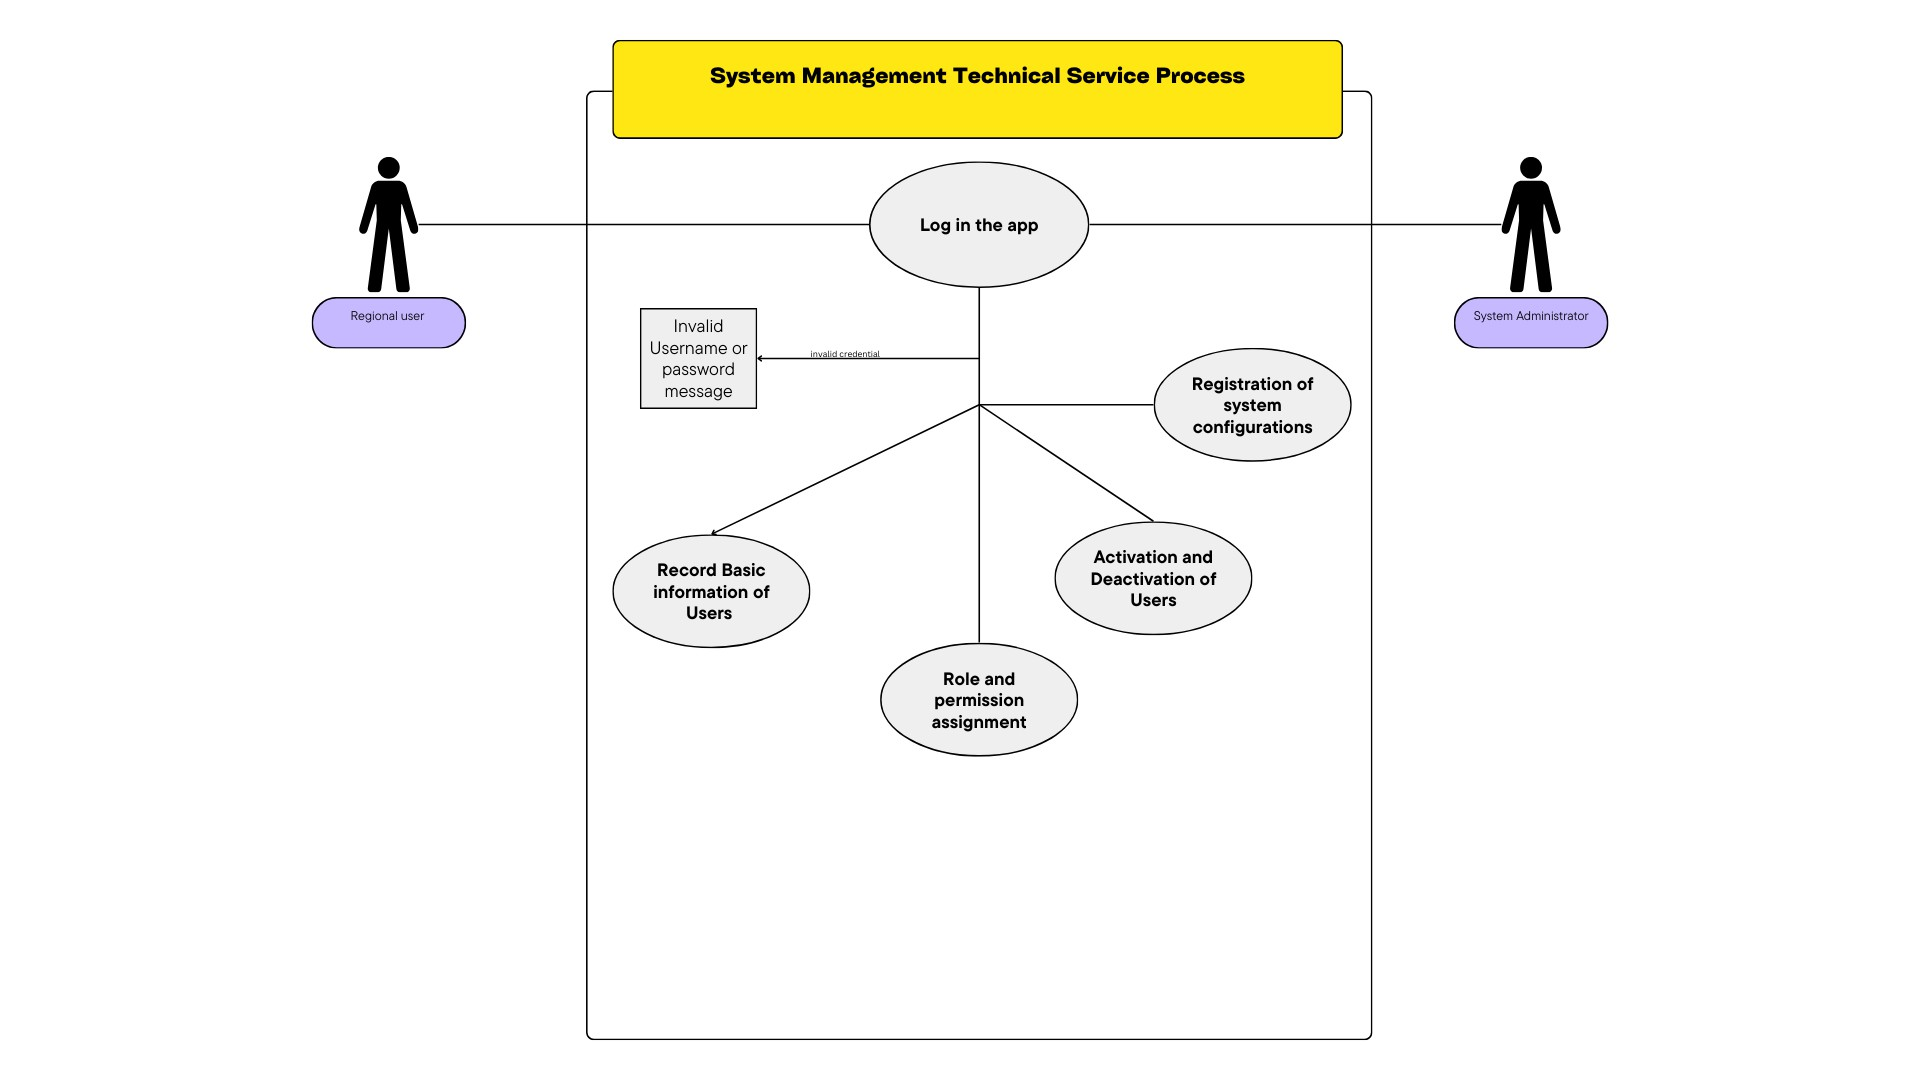 System Management Technical Service Process
Log in the app
Regional user
System Administrator
Invalid
Username or
password
message
invalid credential
Registration of
system
configurations
Record Basic
information of
Users
Activation and
Deactivation of
Users
Role and
permission
assignment